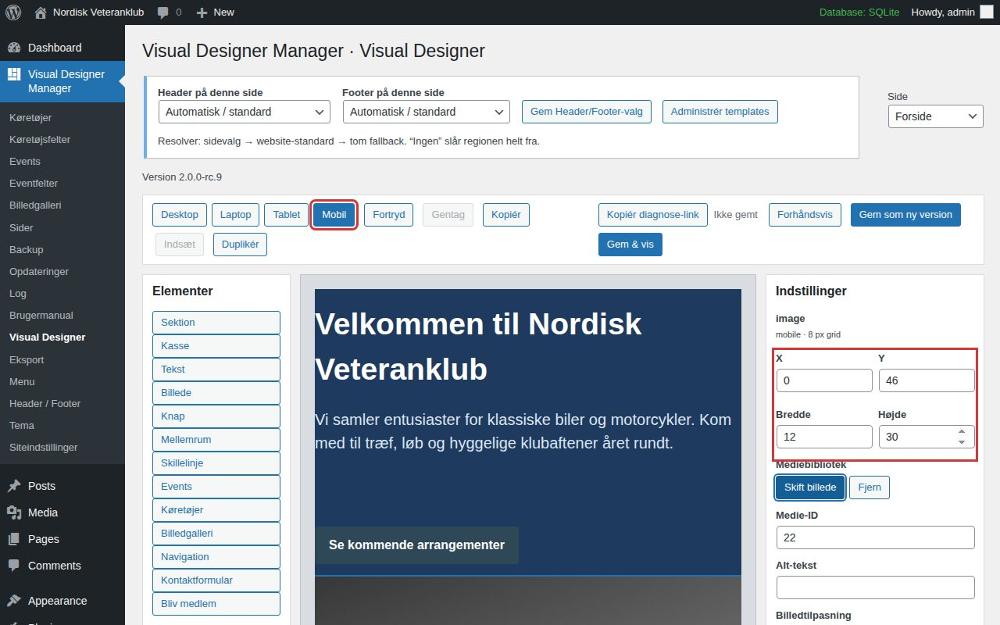 Nordisk Veteranklub
0
New
Database: SQLite
Howdy, admin
Dashboard
Visual Designer
Manager
Køretøjer
Køretøjsfelter
Events
Eventfelter
Billedgalleri
Sider
Backup
Opdateringer
Log
Brugermanual
Visual Designer
Eksport
Menu
Header / Footer
Tema
Siteindstillinger
Posts
Media
Pages
Comments
Appearance
Visual Designer Manager · Visual Designer
Header på denne side
Footer på denne side
Automatisk / standard
Automatisk / standard
Gem Header/Footer-valg
Administrér templates
Resolver: sidevalg → website-standard → tom fallback. “Ingen” slår regionen helt fra.
Side
Forside
Version 2.0.0-rc.9
Desktop
Laptop
Tablet
Mobil
Fortryd
Gentag
Kopiér
Indsæt
Duplikér
Kopiér diagnose-link
Ikke gemt
Forhåndsvis
Gem som ny version
Gem & vis
Elementer
Sektion
Kasse
Tekst
Billede
Knap
Mellemrum
Skillelinje
Events
Køretøjer
Billedgalleri
Navigation
Kontaktformular
Bliv medlem
Velkommen til Nordisk
Veteranklub
Vi samler entusiaster for klassiske biler og motorcykler. Kom
med til træf, løb og hyggelige klubaftener året rundt.
Se kommende arrangementer
Indstillinger
image
mobile · 8 px grid
X
Y
0
46
Bredde
Højde
12
30
Mediebibliotek
Skift billede
Fjern
Medie-ID
22
Alt-tekst
Billedtilpasning